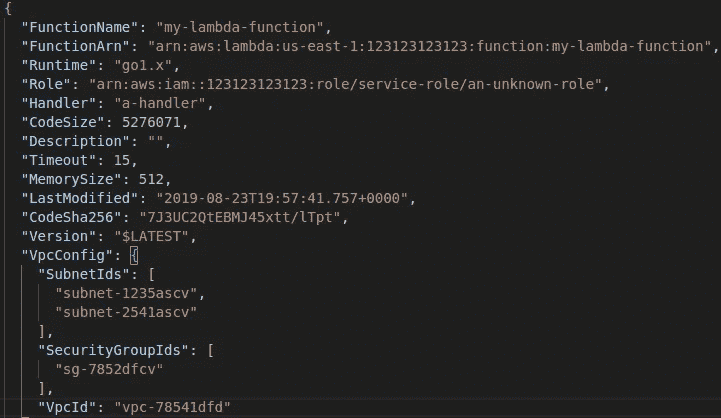 {
"FunctionName": "my-lambda-function",
"FunctionArn": "arn:aws:lambda:us-east-1:123123123123:function:my-lambda-function",
"Runtime": "go1.x",
"Role": "arn:aws:iam::123123123123:role/service-role/an-unknown-role",
"Handler": "a-handler",
"CodeSize": 5276071,
"Description": "",
"Timeout": 15,
"MemorySize": 512,
"LastModified": "2019-08-23T19:57:41.757+0000",
"CodeSha256": "7J3UC2QtEBMJ45xtt/lTpt",
"Version": "$LATEST",
"VpcConfig": {
"SubnetIds": [
"subnet-1235ascv",
"subnet-2541ascv"
],
"SecurityGroupIds": [
"sg-7852dfcv"
],
"VpcId": "vpc-78541dfd"